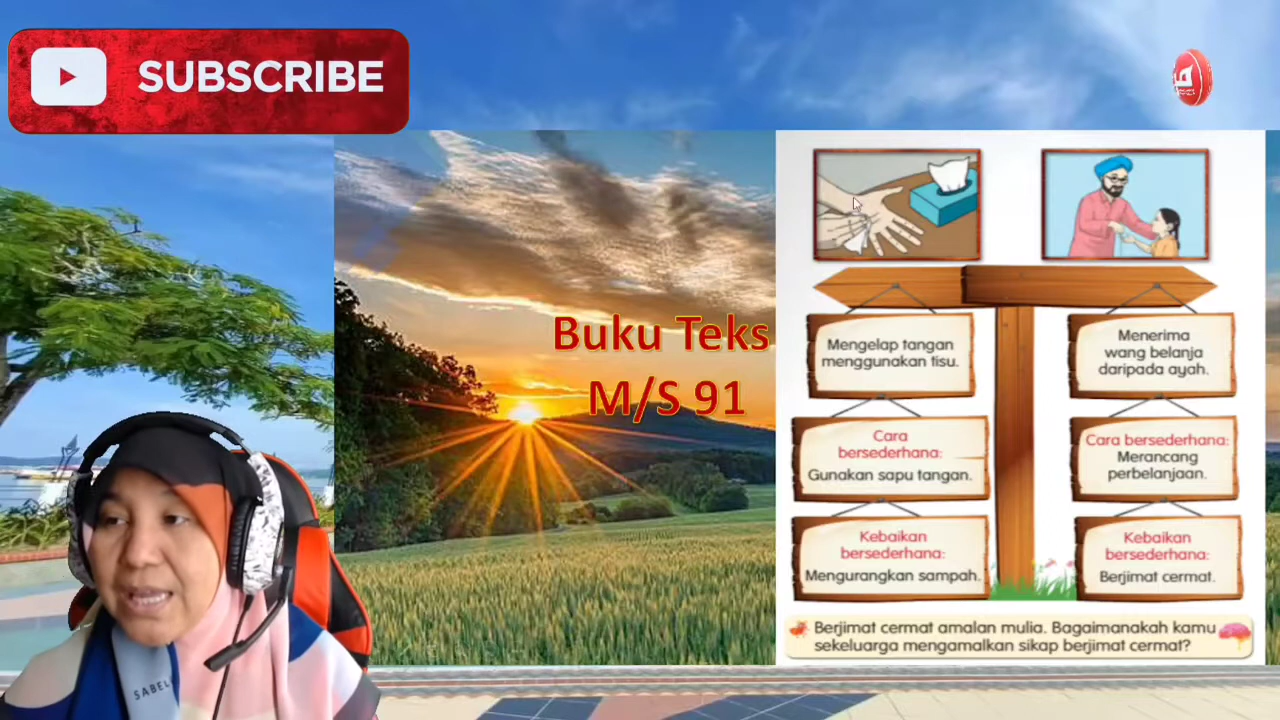 SUBSCRIBE
Buku Teks
M/S 91
Mengelap tangan
menggunakan tisu.
Cara
bersederhana:
Gunakan sapu tangan.
Kebaikan
bersederhana:
Mengurangkan sampah.
Menerima
wang belanja
daripada ayah.
Cara bersederhana:
Merancang
perbelanjaan.
Kebaikan
bersederhana:
Berjimat cermat.
Berjimat cermat amalan mulia. Bagaimanakah kamu
sekeluarga mengamalkan sikap berjimat cermat?